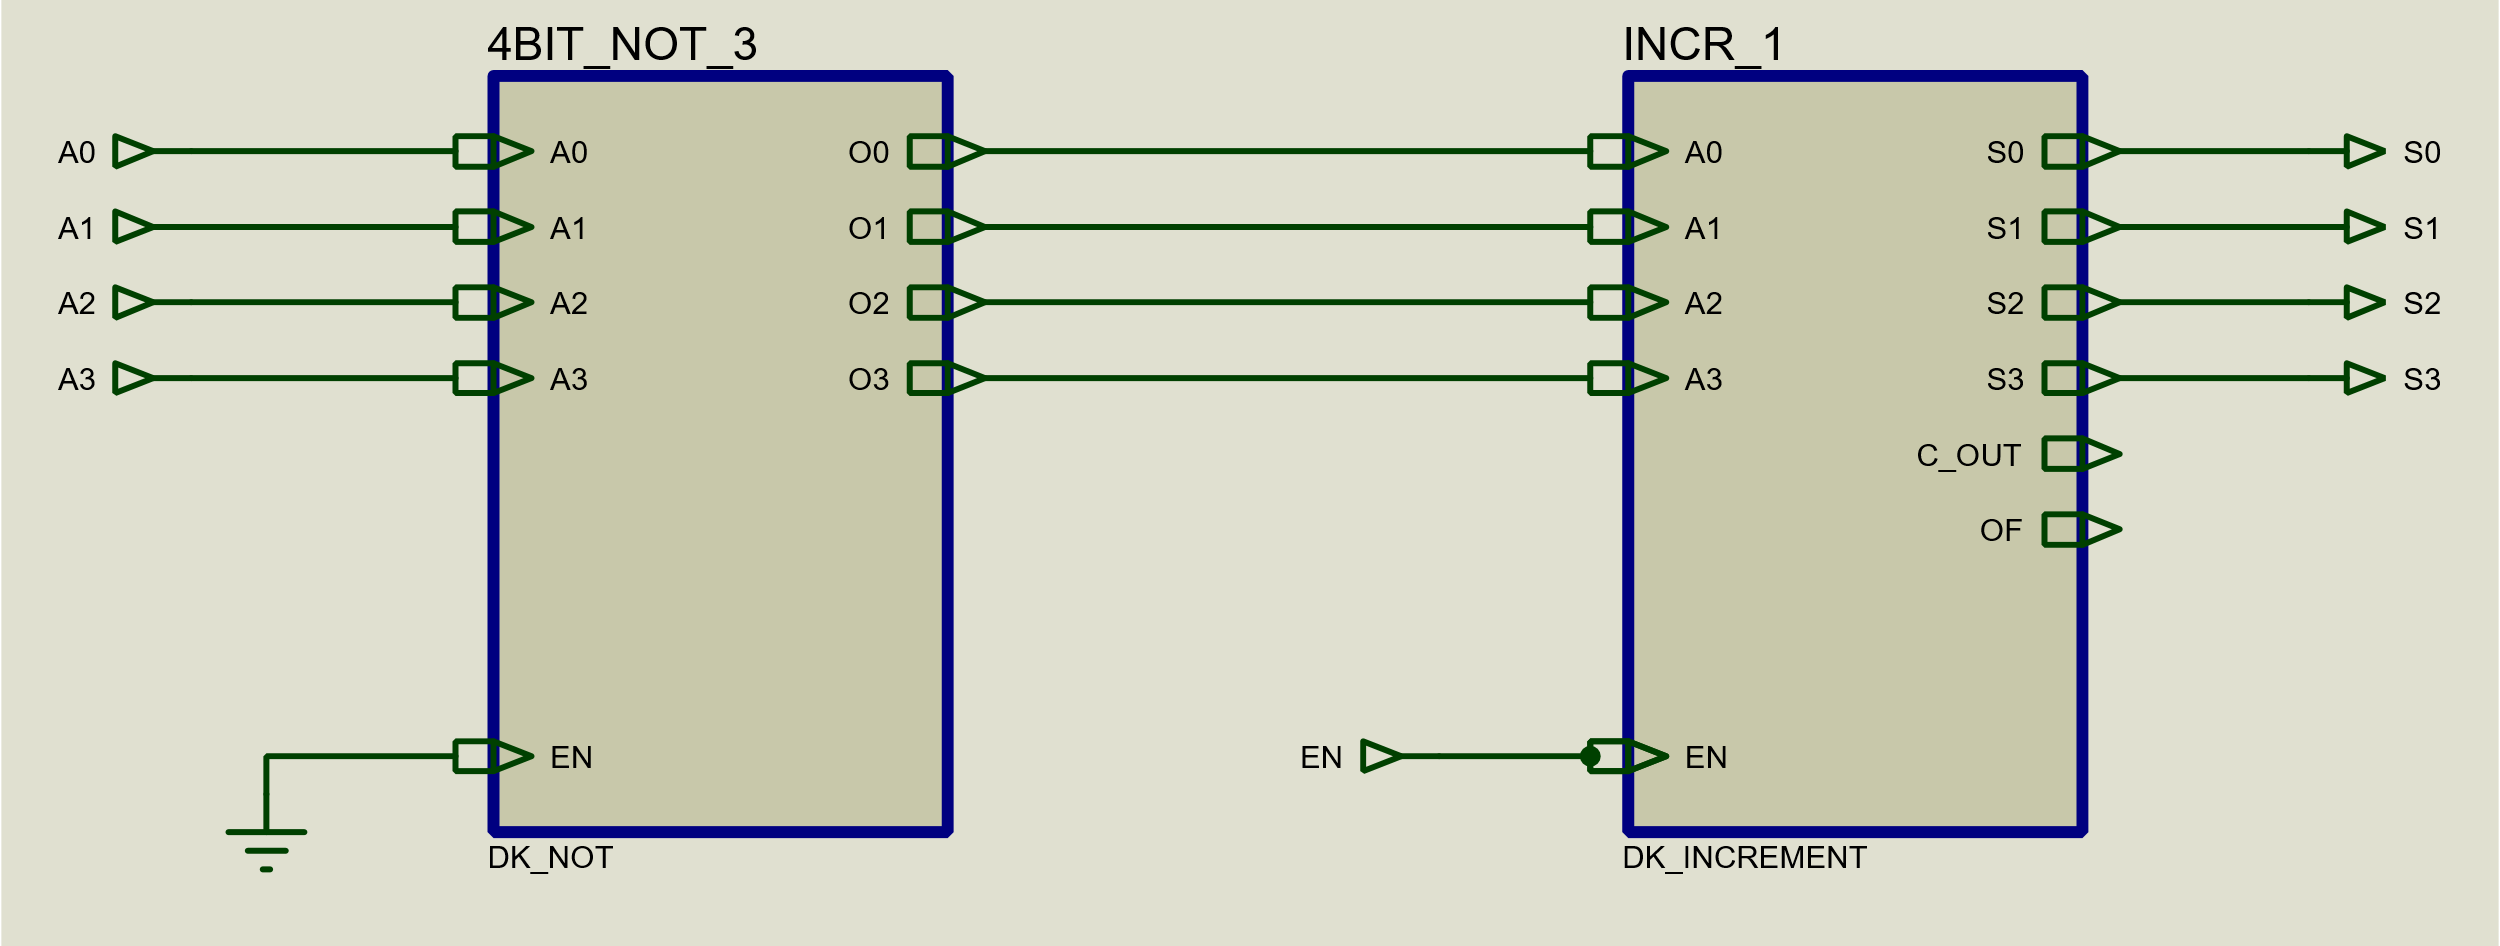 4BIT_NOT_3 INCR_1
A0 A0 O0 A0 S0 S0
A1 A1 O1 A1 S1 S1
A2 A2 O2 A2 S2 S2
A3 A3 O3 A3 S3 S3
C_OUT
OF
EN EN EN
DK_NOT DK_INCREMENT